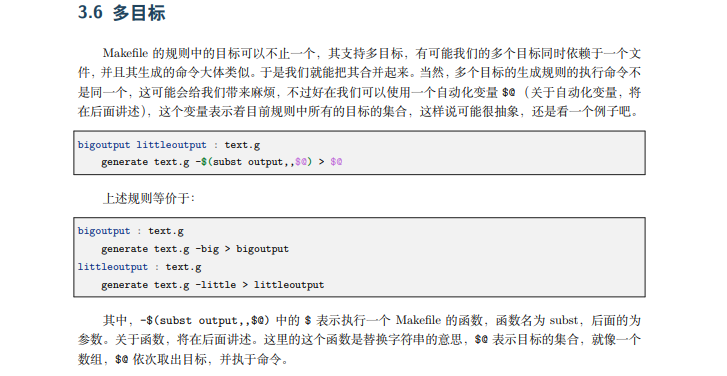 3.6 多目标
Makefile 的规则中的目标可以不止一个，其支持多目标，有可能我们的多个目标同时依赖于一个文
件，并且其生成的命令大体类似。于是我们就能把其合并起来。当然，多个目标的生成规则的执行命令不
是同一个，这可能会给我们带来麻烦，不过好在我们可以使用一个自动化变量 $@ （关于自动化变量，将
在后面讲述），这个变量表示着目前规则中所有的目标的集合，这样说可能很抽象，还是看一个例子吧。
bigoutput littleoutput : text.g
generate text.g -$(subst output,,$@) > $@
上述规则等价于：
bigoutput : text.g
generate text.g -big > bigoutput
littleoutput : text.g
generate text.g -little > littleoutput
其中，-$(subst output,,$@) 中的 $ 表示执行一个 Makefile 的函数，函数名为 subst，后面的为
参数。关于函数，将在后面讲述。这里的这个函数是替换字符串的意思，$@ 表示目标的集合，就像一个
数组，$@ 依次取出目标，并执于命令。